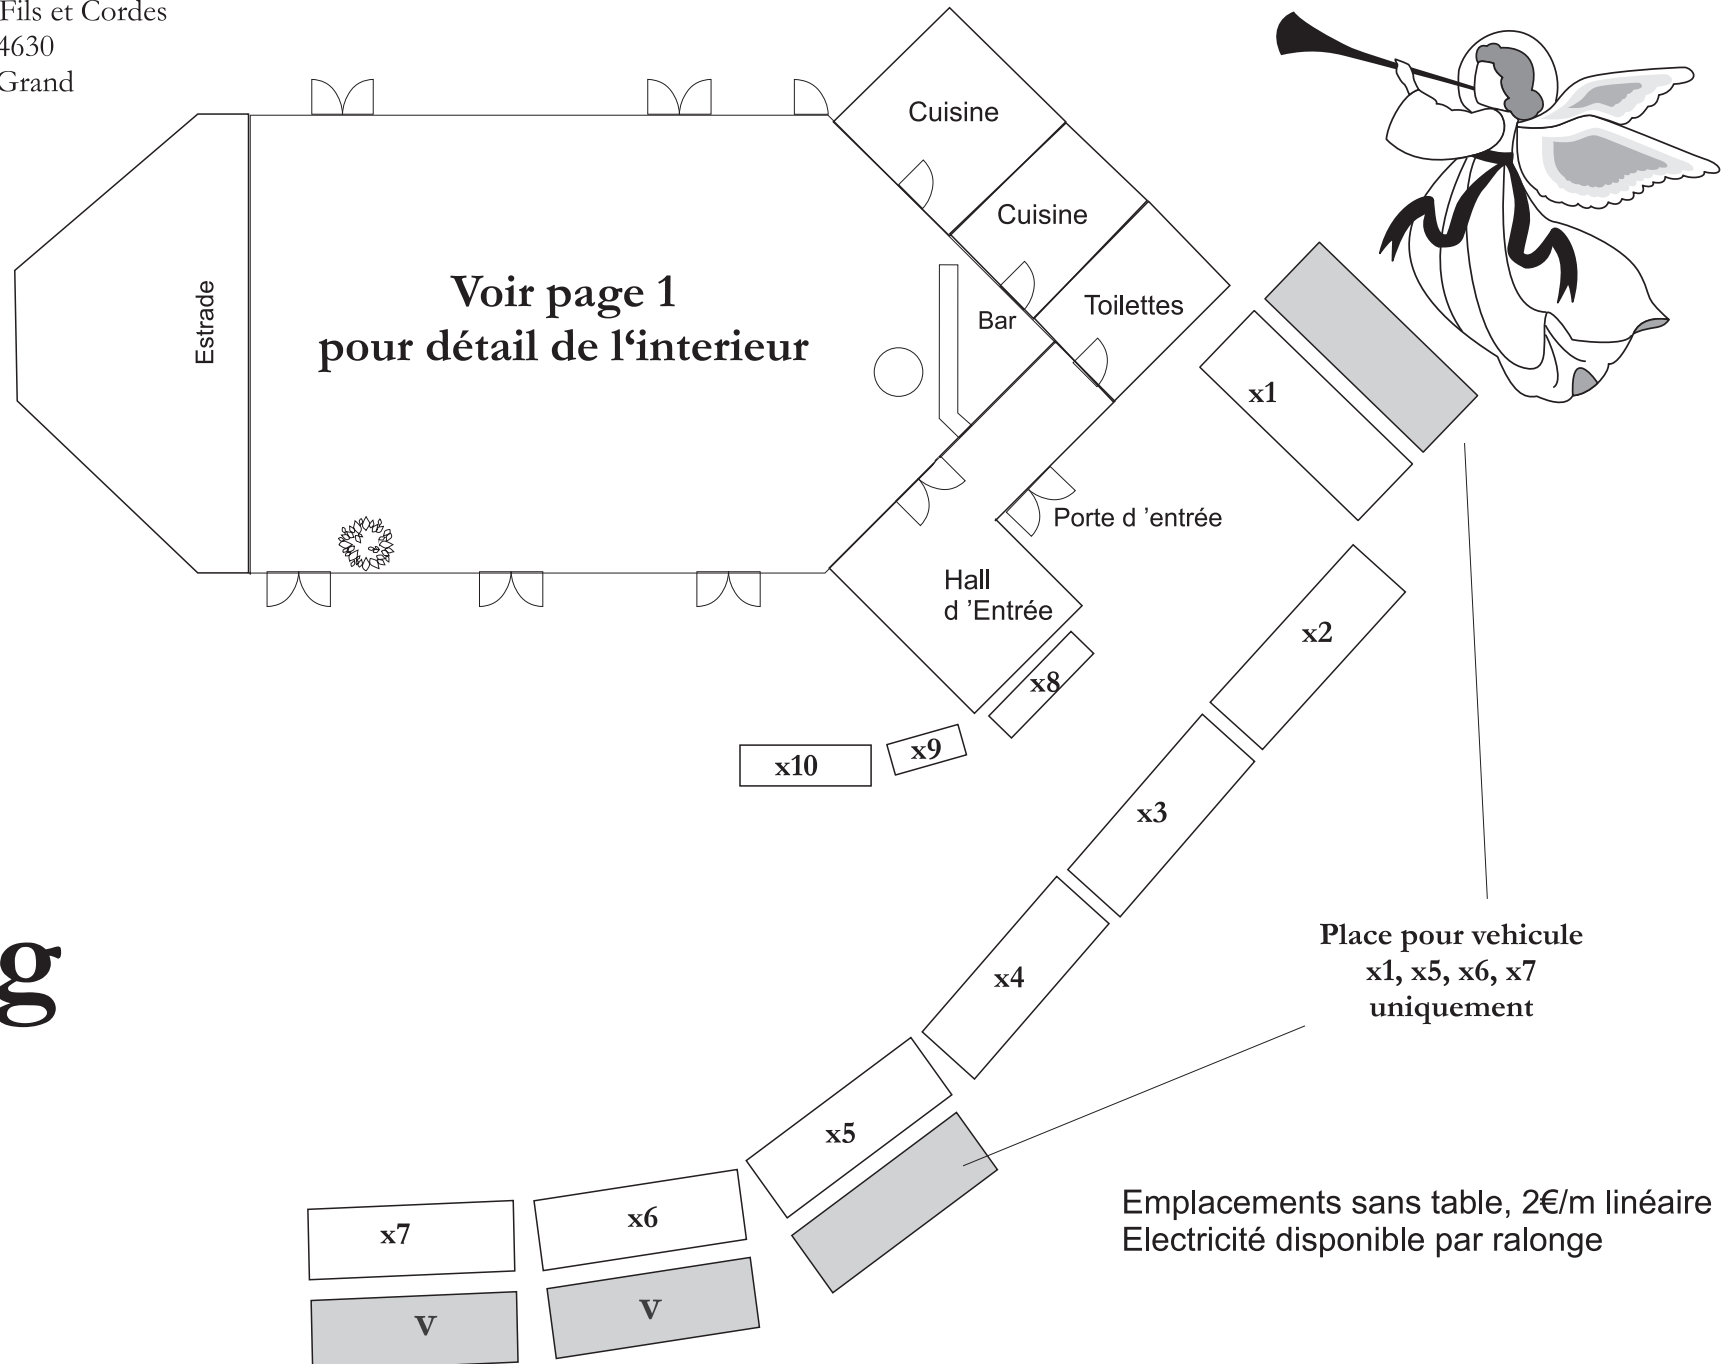 Fils et Cordes
4630
Grand
Cuisine
Cuisine
Toilettes
Bar
Estrade
Voir page 1
pour détail de l‘interieur
x1
Porte d ’entrée
Hall
d ’Entrée
x2
x8
x9
x10
x3
x4
Place pour vehicule
x1, x5, x6, x7
uniquement
g
x5
x6
x7
v
v
Emplacements sans table, 2€/m linéaire
Electricité disponible par ralonge